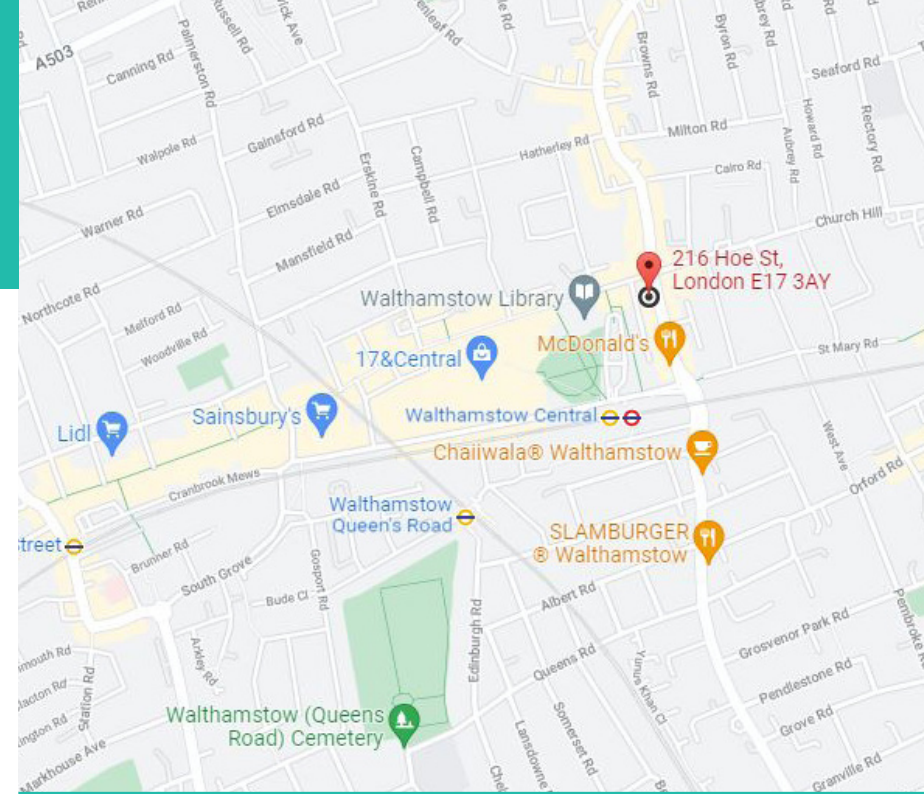 A503
Canning Rd
Palmerston Rd
Russell Rd
Browns Rd
Byron Rd
Seaford Rd
Howard Rd
Rectory Rd
Aubrey Rd
Milton Rd
Hatherley Rd
Cairo Rd
Church Hill
Gainsford Rd
Walpole Rd
Erskine Rd
Campbell Rd
Elmsdale Rd
Warner Rd
Mansfield Rd
216 Hoe St,
London E17 3AY
Northcote Rd
Walthamstow Library
Melford Rd
Woodville Rd
17&Central
McDonald's
St Mary Rd
Sainsbury's
Walthamstow Central
Lidl
Chaiiwala® Walthamstow
West Ave
Orford Rd
Cranbrook Mews
Walthamstow
Queen's Road
SLAMBURGER
® Walthamstow
treet
Brunner Rd
South Grove
Gosport Rd
Bude Cl
Albert Rd
Edinburgh Rd
Grosvenor Park Rd
Pembroke
Queens Rd
Yunus Khan Cl
Pendlestone Rd
Arkley Rd
Station Rd
Walthamstow (Queens
Road) Cemetery
Somerset Rd
Lansdowne
Grove Rd
Markhouse Ave
Granville Rd